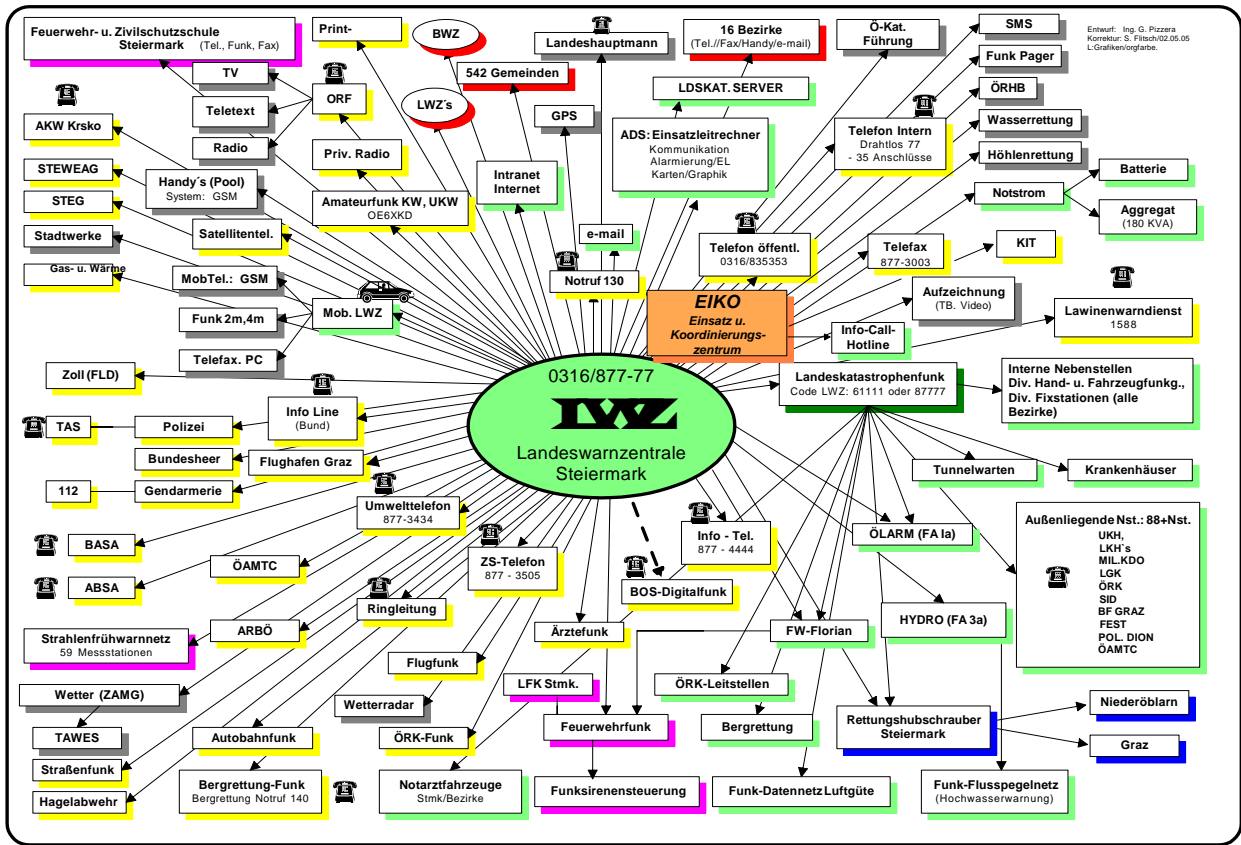 Feuerwehr- u. Zivilschutzschule
Steiermark (Tel., Funk, Fax)
Print-
BWZ
Landeshauptmann
16 Bezirke
(Tel.//Fax/Handy/e-mail)
Ö-Kat.
Führung
SMS
Entwurf: Ing. G. Pizzera
Korrektur: S. Flitsch/02.05.05
L:Grafiken/orgfarbe.
TV
542 Gemeinden
Funk Pager
LDSKAT. SERVER
ORF
ÖRHB
Teletext
LWZ´s
GPS
AKW Krsko
Radio
Priv. Radio
ADS: Einsatzleitrechner
Kommunikation
Alarmierung/EL
Karten/Graphik
Telefon Intern
Drahtlos 77
- 35 Anschlüsse
Wasserrettung
Höhlenrettung
STEWEAG
Handy´s (Pool)
System: GSM
Intranet
Internet
Batterie
STEG
Amateurfunk KW, UKW
OE6XKD
Notstrom
Aggregat
(180 KVA)
Stadtwerke
Satellitentel.
e-mail
Telefon öffentl.
0316/835353
Telefax
877-3003
KIT
Gas- u. Wärme
MobTel.: GSM
Notruf 130
Funk 2m,4m
Mob. LWZ
EIKO
Einsatz u.
Koordinierungs-
zentrum
Aufzeichnung
(TB. Video)
Lawinenwarndienst
1588
Info-Call-
Hotline
Telefax. PC
Zoll (FLD)
0316/877-77
LWZ
Landeswarnzentrale
Steiermark
Landeskatastrophenfunk
Code LWZ: 61111 oder 87777
Interne Nebenstellen
Div. Hand- u. Fahrzeugfunkg.,
Div. Fixstationen (alle
Bezirke)
TAS
Polizei
Info Line
(Bund)
Bundesheer
Flughafen Graz
Tunnelwarten
Krankenhäuser
112
Gendarmerie
Umwelttelefon
877-3434
Info - Tel.
877 - 4444
ÖLARM (FA Ia)
Außenliegende Nst.: 88+Nst.
UKH,
LKH`s
MIL.KDO
LGK
ÖRK
SID
BF GRAZ
FEST
POL. DION
ÖAMTC
BASA
ÖAMTC
ZS-Telefon
877 - 3505
ABSA
BOS-Digitalfunk
Ringleitung
HYDRO (FA 3a)
Strahlenfrühwarnnetz
59 Messstationen
ARBÖ
Ärztefunk
FW-Florian
Flugfunk
Wetter (ZAMG)
Wetterradar
LFK Stmk.
ÖRK-Leitstellen
Niederöblarn
TAWES
Autobahnfunk
ÖRK-Funk
Feuerwehrfunk
Bergrettung
Rettungshubschrauber
Steiermark
Graz
Straßenfunk
Hagelabwehr
Bergrettung-Funk
Bergrettung Notruf 140
Notarztfahrzeuge
Stmk/Bezirke
Funksirenensteuerung
Funk-Datennetz Luftgüte
Funk-Flusspegelnetz
(Hochwasserwarnung)